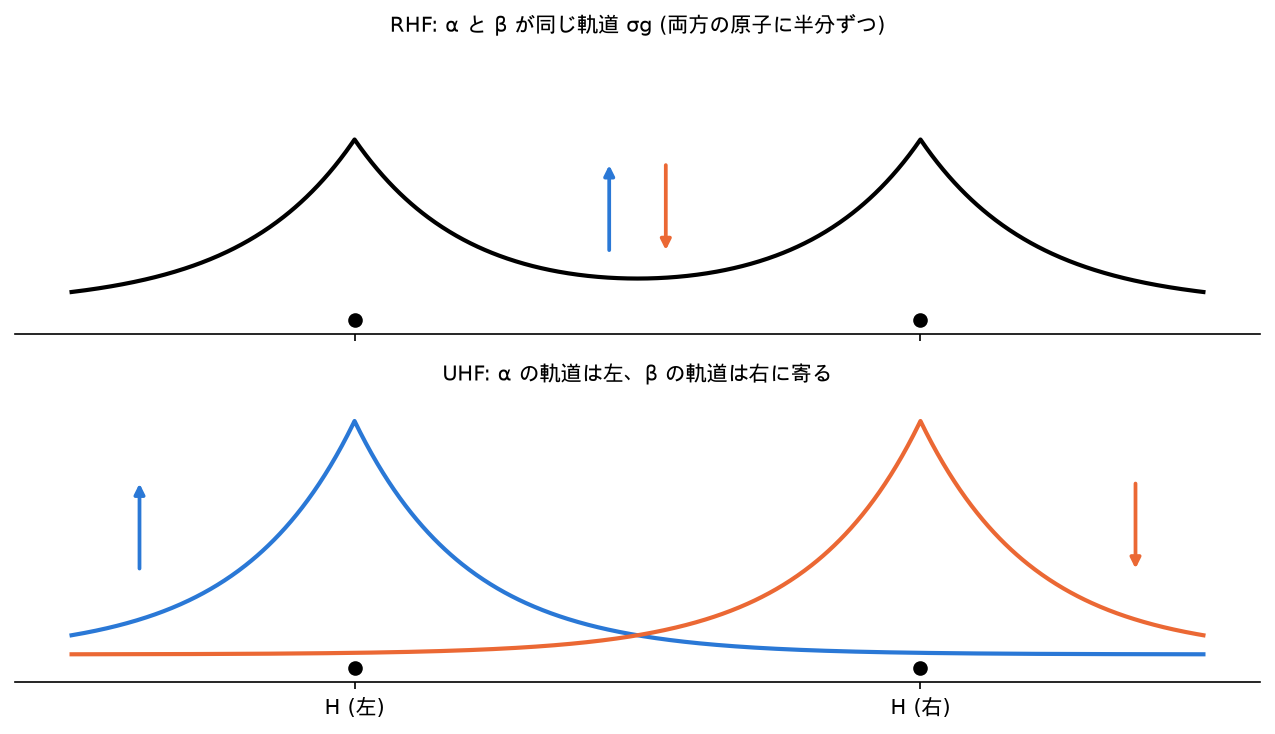 RHF: α と β が同じ軌道 σg (両方の原子に半分ずつ)
UHF: α の軌道は左、β の軌道は右に寄る
H (左)
H (右)